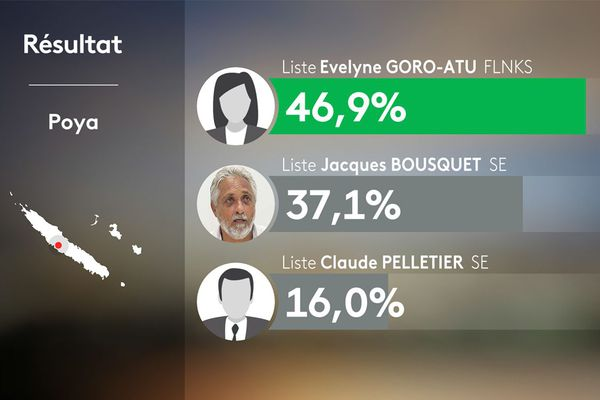 Résultat
Poya
Liste Evelyne GORO-ATU FLNKS
46,9%
Liste Jacques BOUSQUET SE
37,1%
Liste Claude PELLETIER SE
16,0%